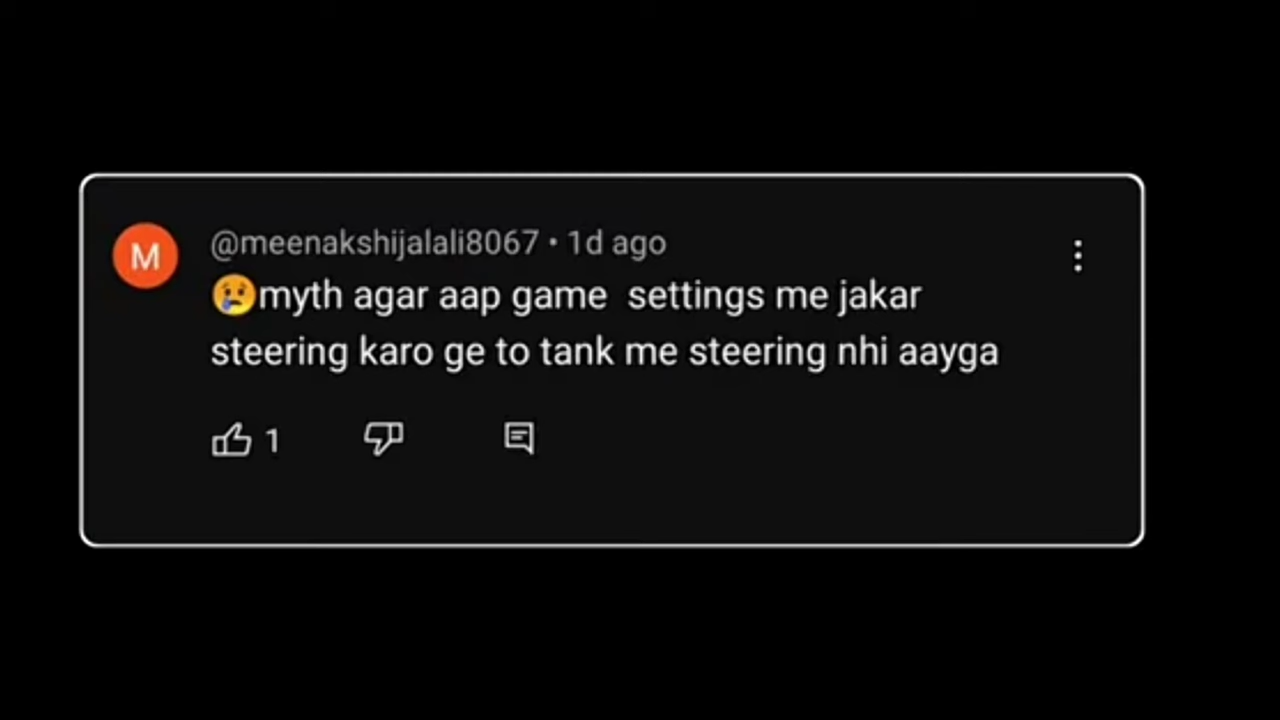 M
@meenakshijalali8067 • 1d ago
😢myth agar aap game  settings me jakar
steering karo ge to tank me steering nhi aayga
1